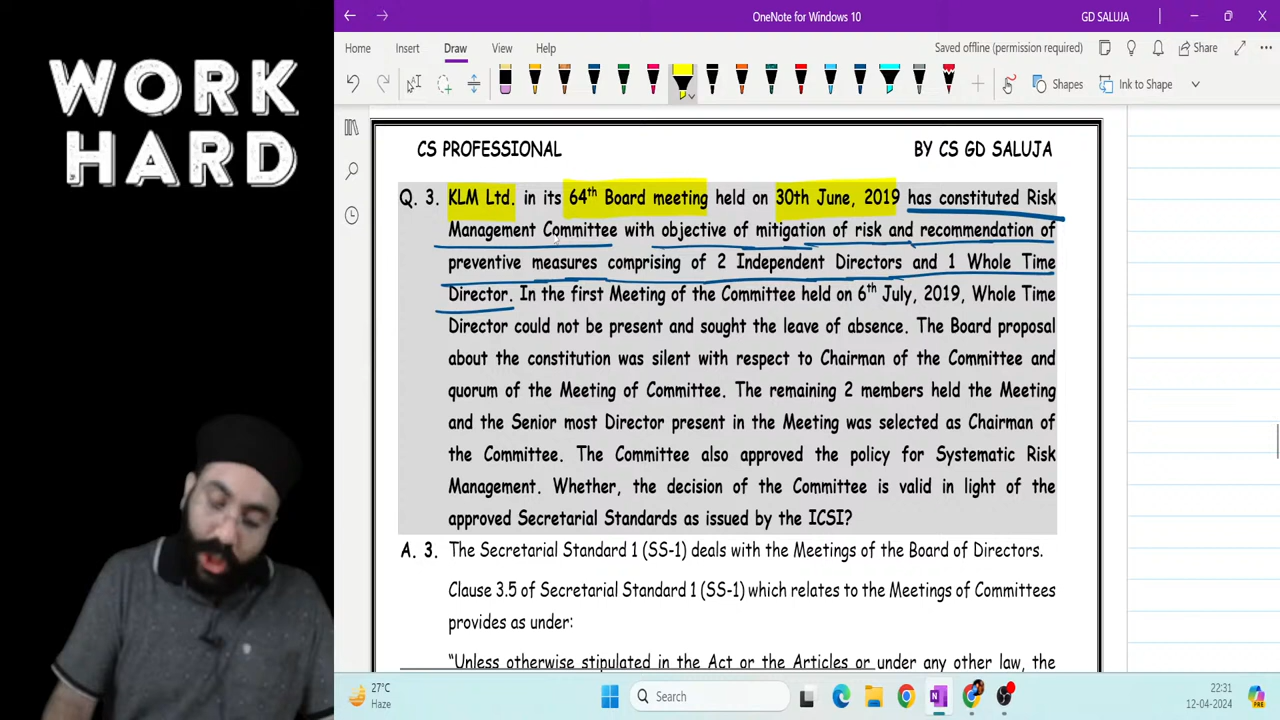 WORK
HARD
OneNote for Windows 10
GD SALUJA
Home Insert Draw View Help
Saved offline (permission required)
Share
Shapes
Ink to Shape
CS PROFESSIONAL
BY CS GD SALUJA
Q. 3. KLM Ltd. in its 64th Board meeting held on 30th June, 2019 has constituted Risk
Management Committee with objective of mitigation of risk and recommendation of
preventive measures comprising of 2 Independent Directors and 1 Whole Time
Director. In the first Meeting of the Committee held on 6th July, 2019, Whole Time
Director could not be present and sought the leave of absence. The Board proposal
about the constitution was silent with respect to Chairman of the Committee and
quorum of the Meeting of Committee. The remaining 2 members held the Meeting
and the Senior most Director present in the Meeting was selected as Chairman of
the Committee. The Committee also approved the policy for Systematic Risk
Management. Whether, the decision of the Committee is valid in light of the
approved Secretarial Standards as issued by the ICSI?
A. 3. The Secretarial Standard 1 (SS-1) deals with the Meetings of the Board of Directors.
Clause 3.5 of Secretarial Standard 1 (SS-1) which relates to the Meetings of Committees
provides as under:
“Unless otherwise stipulated in the Act or the Articles or under any other law, the
27°C
Haze
Search
22:31
12-04-2024
PRE